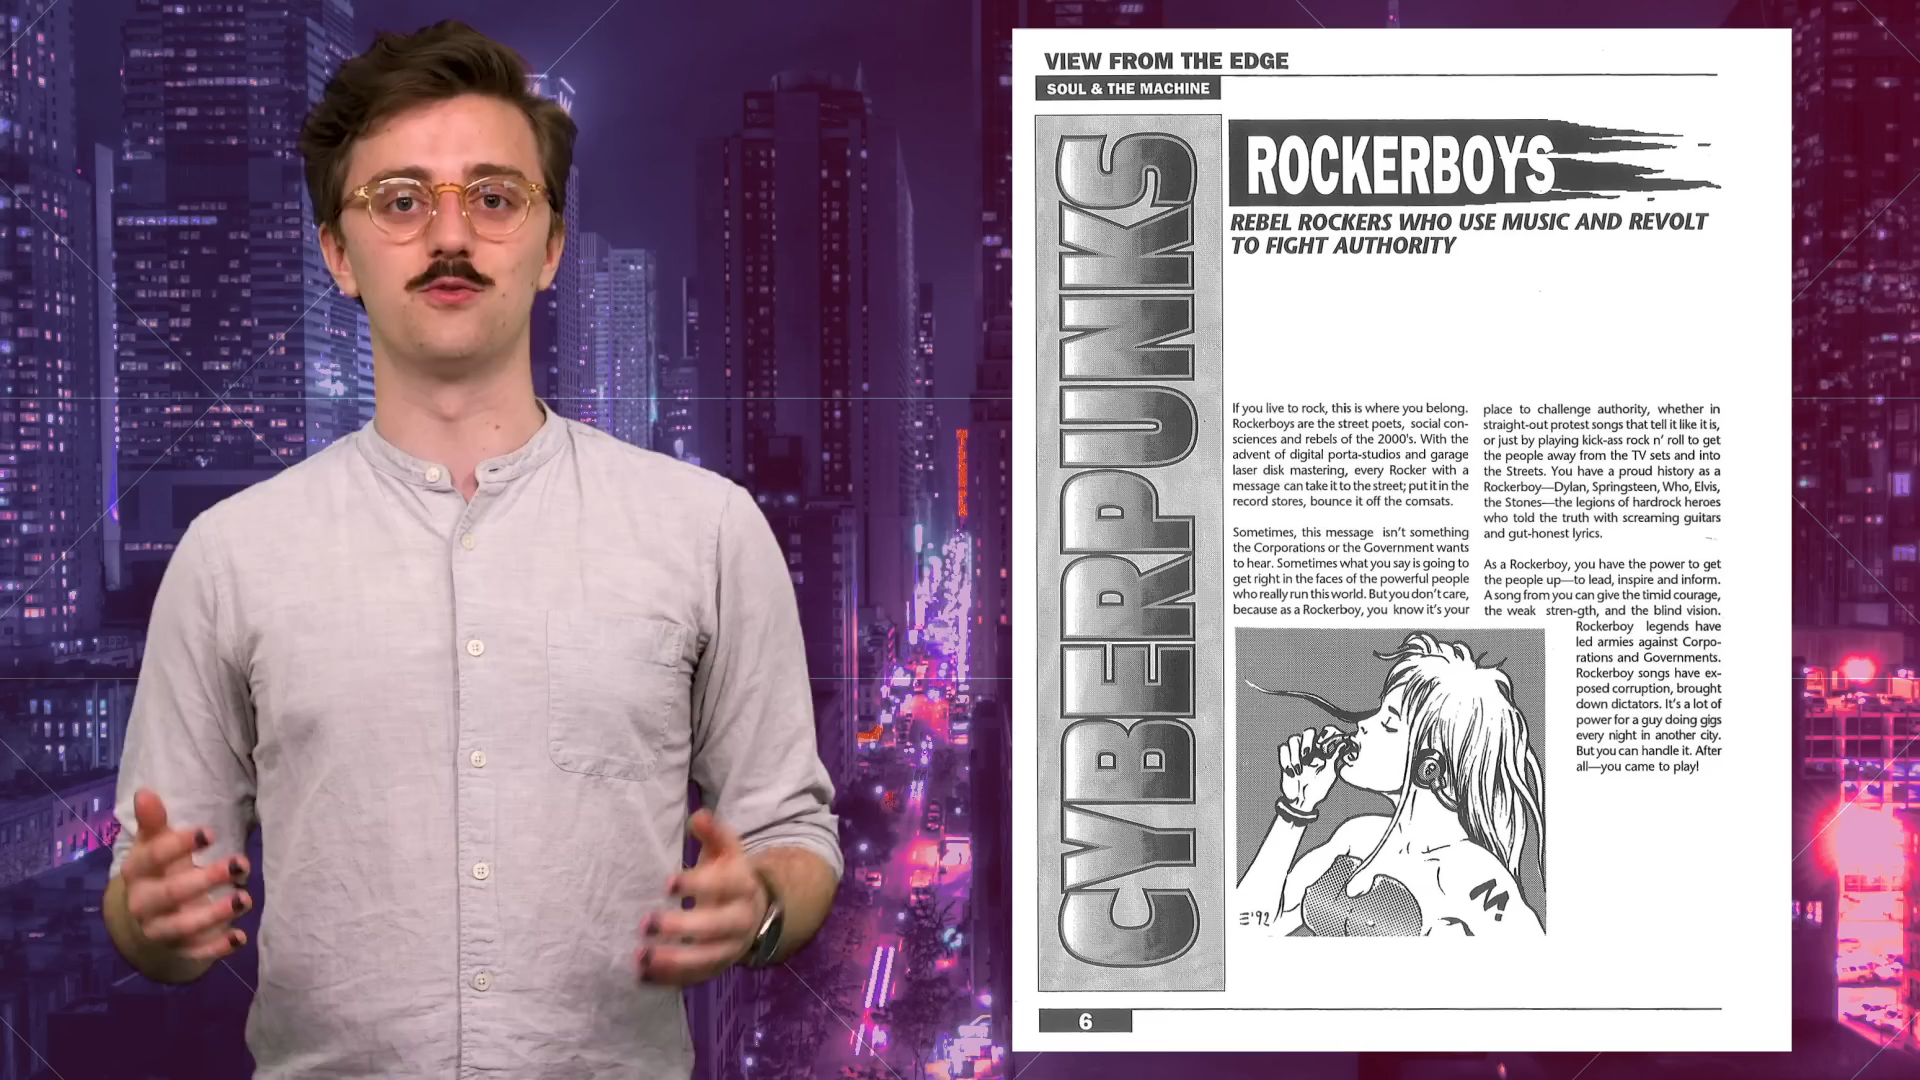 VIEW FROM THE EDGE
SOUL & THE MACHINE
CYBERPUNKS
ROCKERBOYS
REBEL ROCKERS WHO USE MUSIC AND REVOLT
TO FIGHT AUTHORITY
If you live to rock, this is where you belong.
Rockerboys are the street poets, social con-
sciences and rebels of the 2000's. With the
advent of digital porta-studios and garage
laser disk mastering, every Rocker with a
message can take it to the street; put it in the
record stores, bounce it off the comsats.
Sometimes, this message isn't something
the Corporations or the Government wants
to hear. Sometimes what you say is going to
get right in the faces of the powerful people
who really run this world. But you don't care,
because as a Rockerboy, you know it's your
place to challenge authority, whether in
straight-out protest songs that tell it like it is,
or just by playing kick-ass rock n' roll to get
the people away from the TV sets and into
the Streets. You have a proud history as a
Rockerboy—Dylan, Springsteen, Who, Elvis,
the Stones—the legions of hardrock heroes
who told the truth with screaming guitars
and gut-honest lyrics.
As a Rockerboy, you have the power to get
the people up—to lead, inspire and inform.
A song from you can give the timid courage,
the weak stren-gth, and the blind vision.
Rockerboy legends have
led armies against Corpo-
rations and Governments.
Rockerboy songs have ex-
posed corruption, brought
down dictators. It's a lot of
power for a guy doing gigs
every night in another city.
But you can handle it. After
all—you came to play!
E'92
6